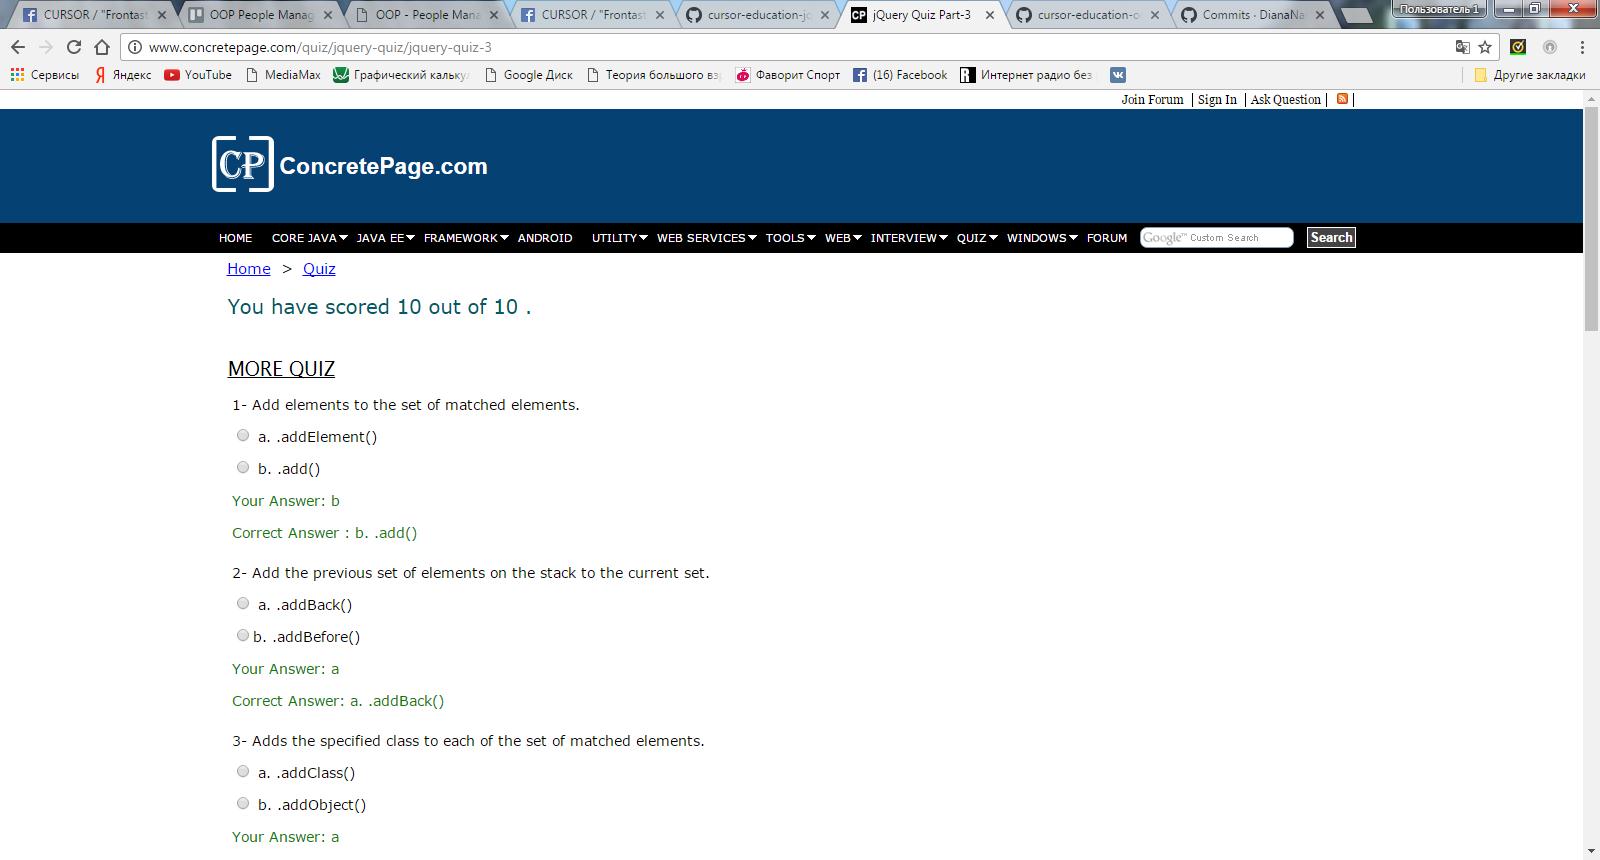 CURSOR / "Frontast
OOP People Manag
OOP - People Mana
CURSOR / "Frontast
cursor-education-jq
jQuery Quiz Part-3
cursor-education-o
Commits · DianaNa
Пользователь 1
www.concretepage.com/quiz/jquery-quiz/jquery-quiz-3
Сервисы
Яндекс
YouTube
MediaMax
Графический кальку
Google Диск
Теория большого вз
Фаворит Спорт
(16) Facebook
Интернет радио без
Другие закладки
Join Forum | Sign In | Ask Question | |
CP ConcretePage.com
HOME CORE JAVA JAVA EE FRAMEWORK ANDROID UTILITY WEB SERVICES TOOLS WEB INTERVIEW QUIZ WINDOWS FORUM Google™ Custom Search Search
Home > Quiz
You have scored 10 out of 10 .
MORE QUIZ
1- Add elements to the set of matched elements.
a. .addElement()
b. .add()
Your Answer: b
Correct Answer : b. .add()
2- Add the previous set of elements on the stack to the current set.
a. .addBack()
b. .addBefore()
Your Answer: a
Correct Answer: a. .addBack()
3- Adds the specified class to each of the set of matched elements.
a. .addClass()
b. .addObject()
Your Answer: a